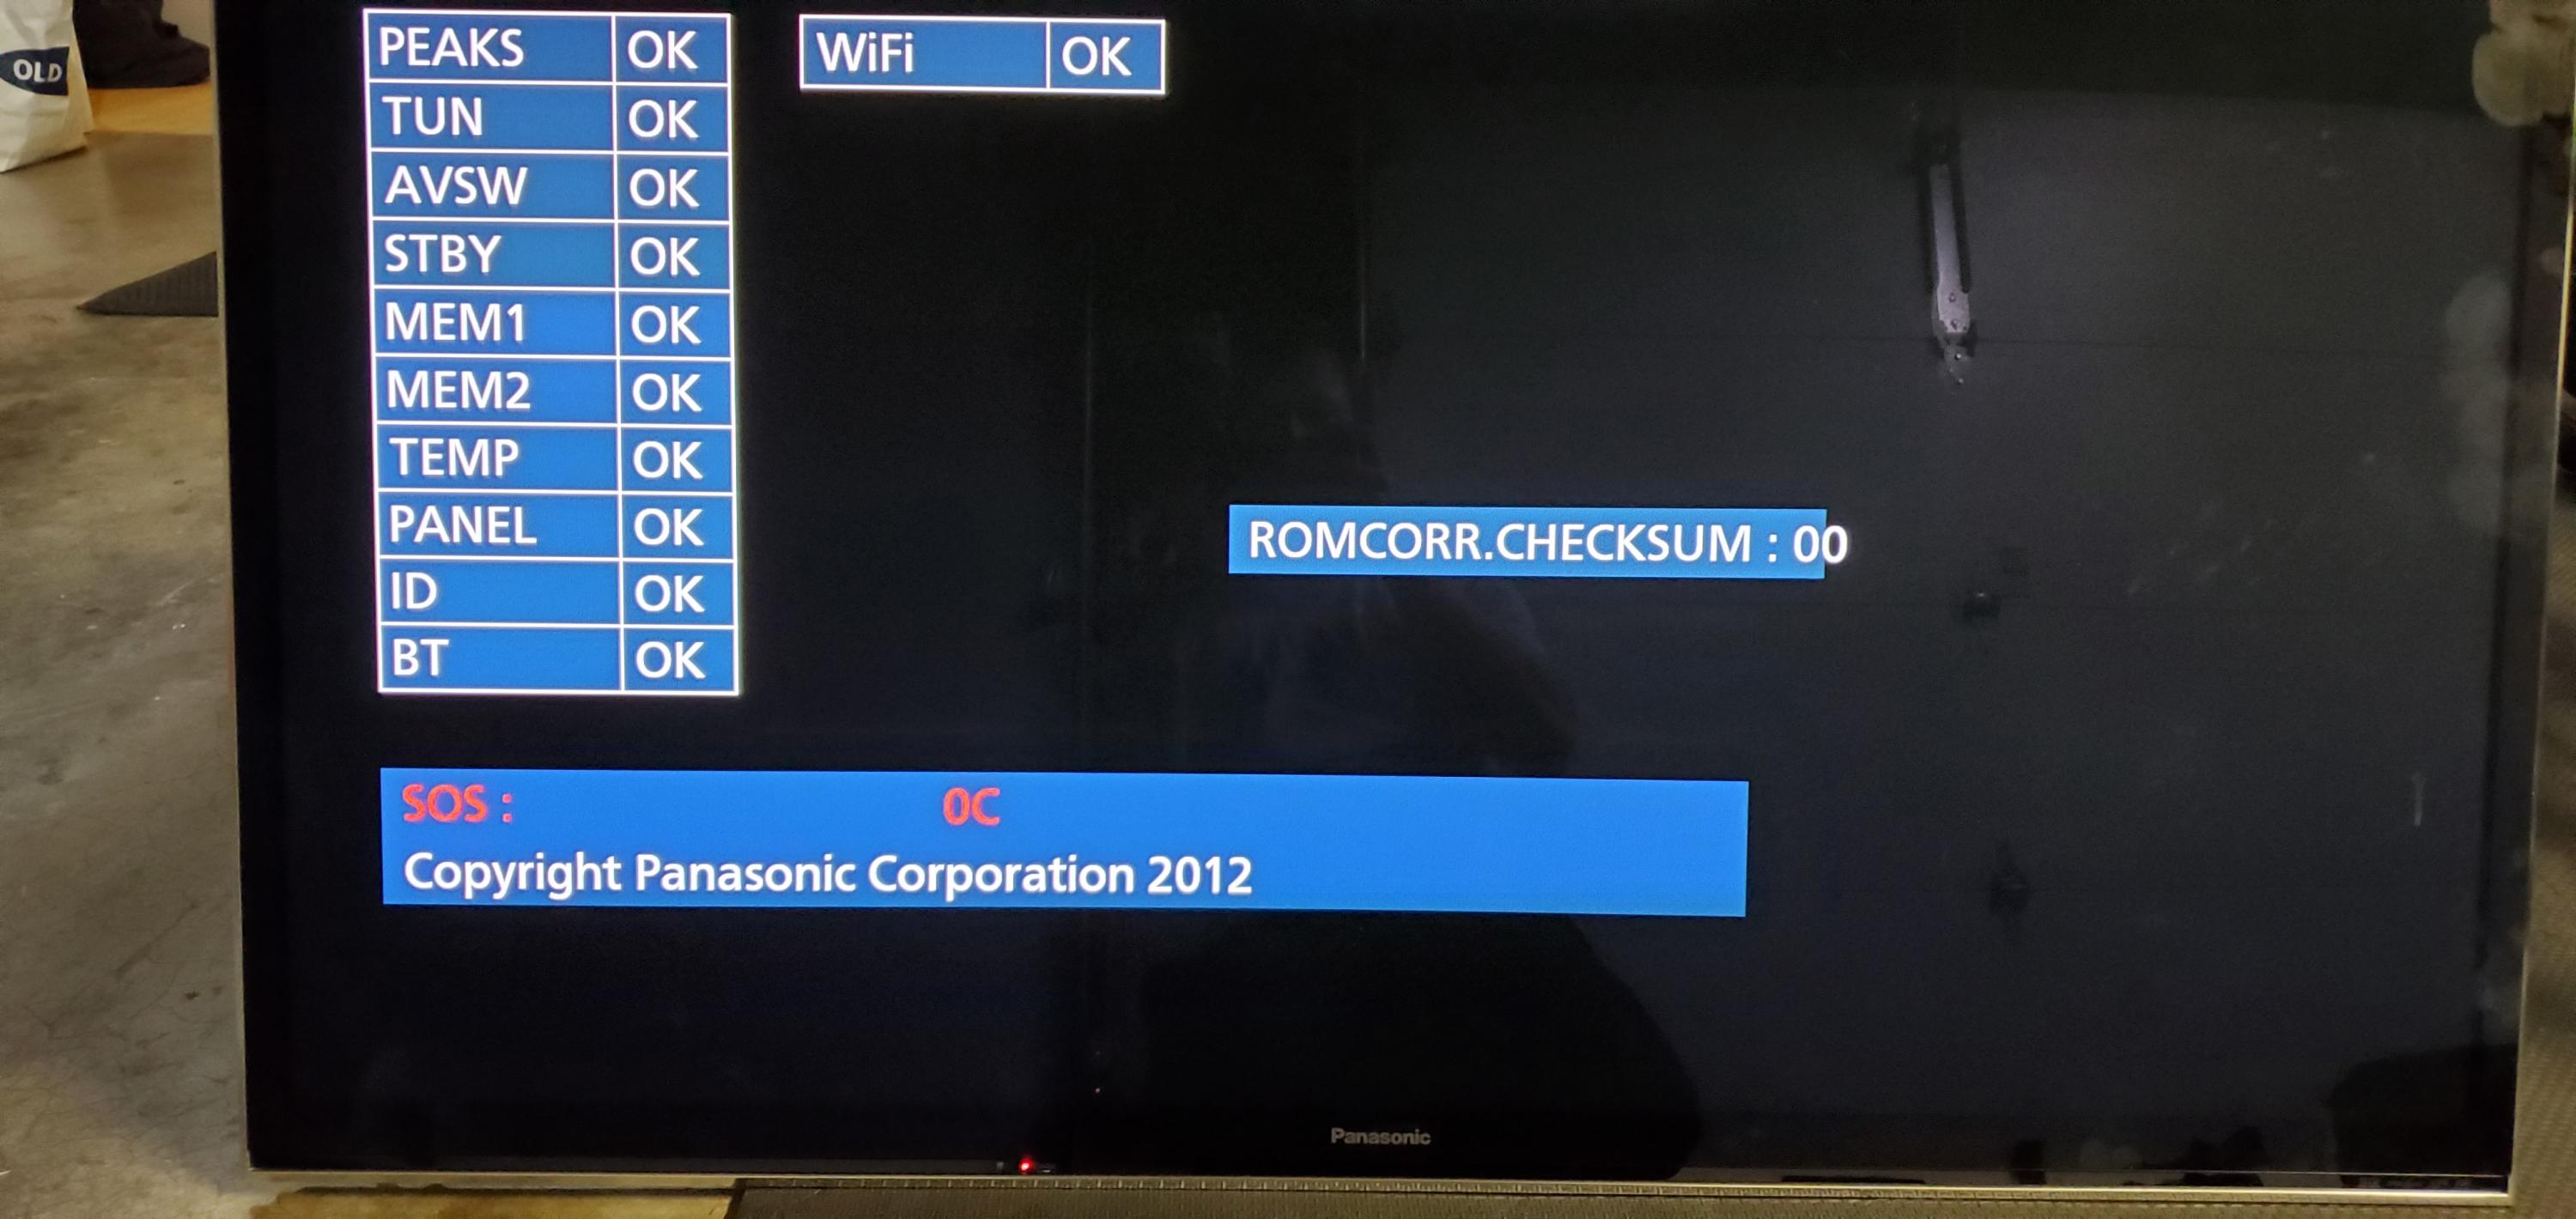 OLD
PEAKS OK
TUN OK
AVSW OK
STBY OK
MEM1 OK
MEM2 OK
TEMP OK
PANEL OK
ID OK
BT OK
WiFi OK
ROMCORR.CHECKSUM : 00
SOS : 0C
Copyright Panasonic Corporation 2012
Panasonic